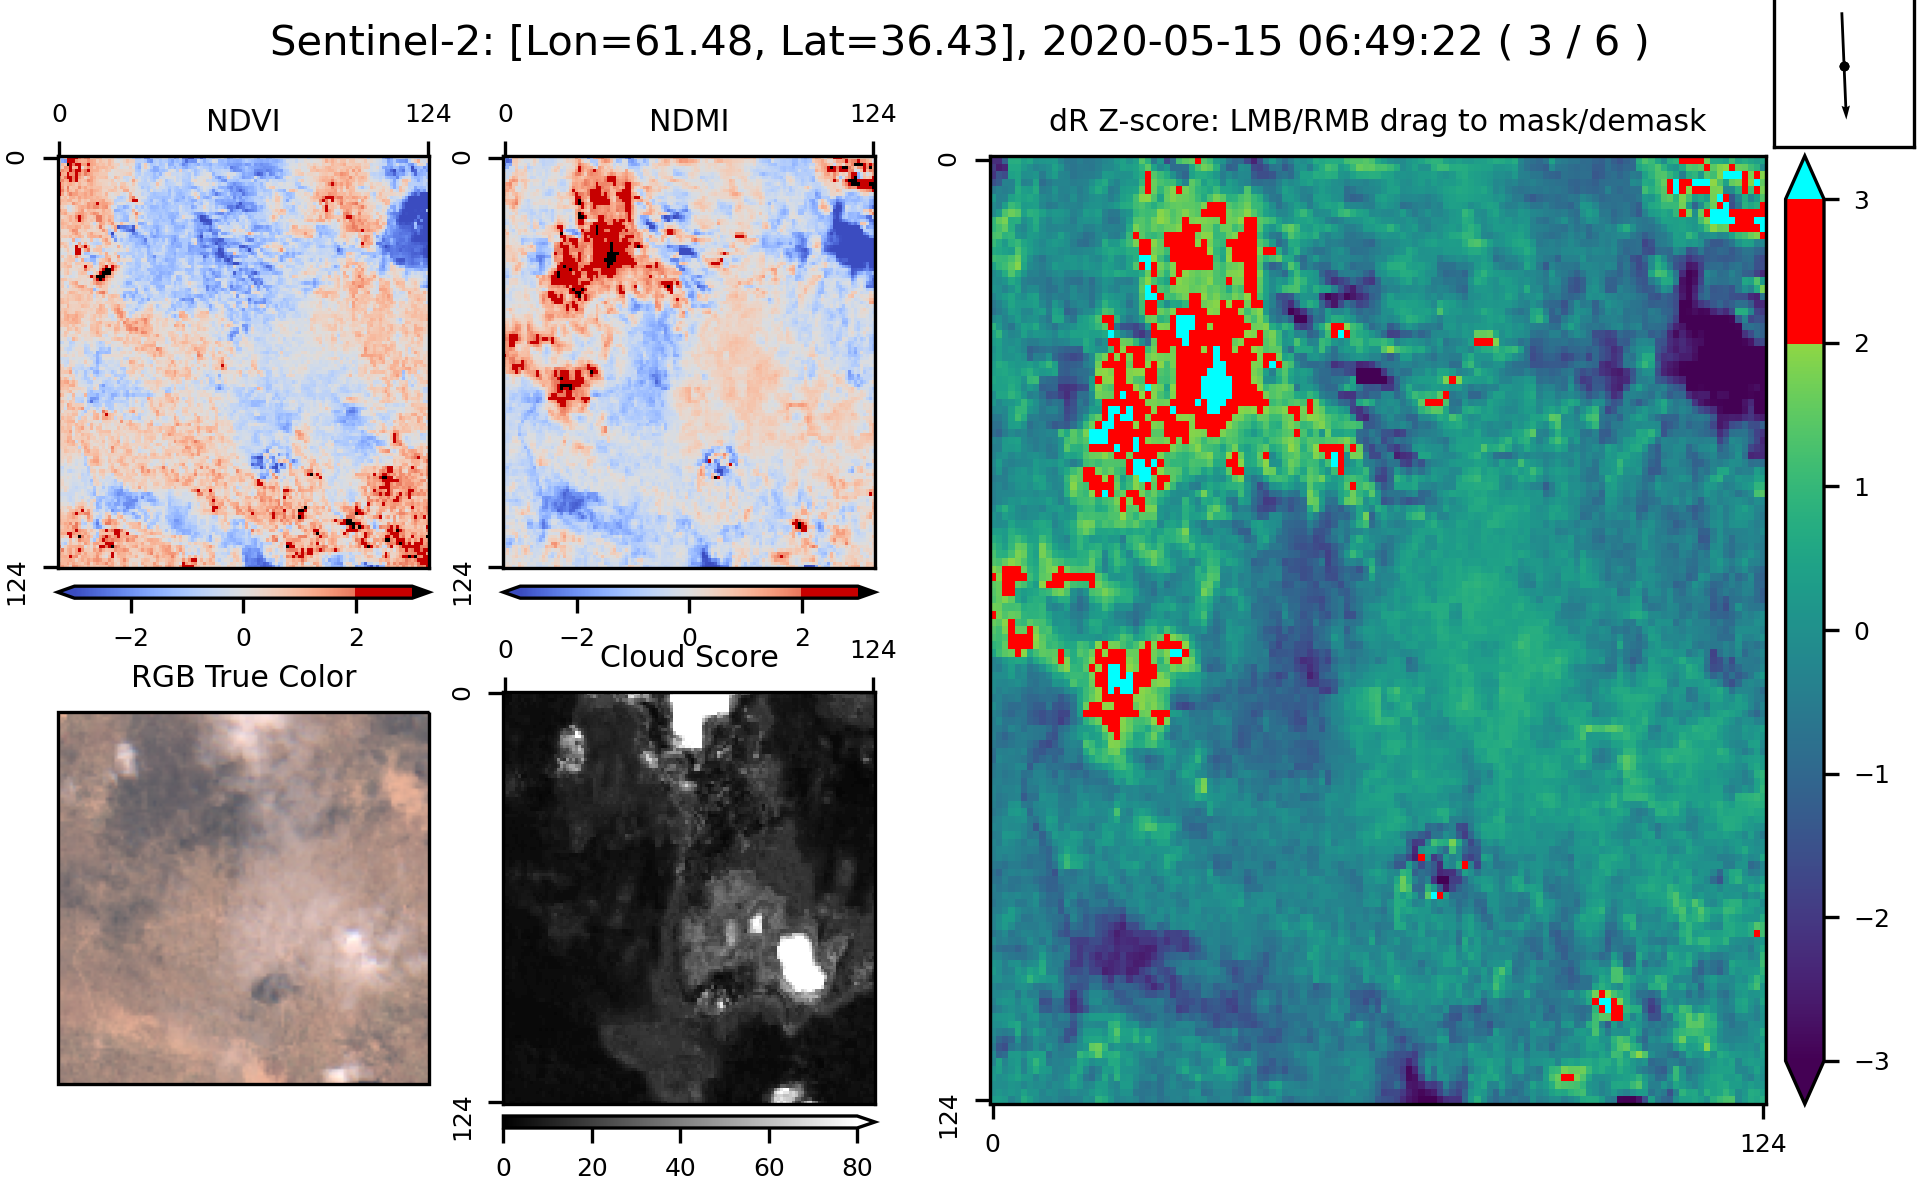 Sentinel-2: [Lon=61.48, Lat=36.43], 2020-05-15 06:49:22 ( 3 / 6 )
0 NDVI 124
0 NDMI 124
dR Z-score: LMB/RMB drag to mask/demask
0
0
0
3
2
1
0
−1
−2
−3
124
124
−2 0 2
−2 0 2
RGB True Color
0 Cloud Score 124
0
124
124
0 124
0 20 40 60 80